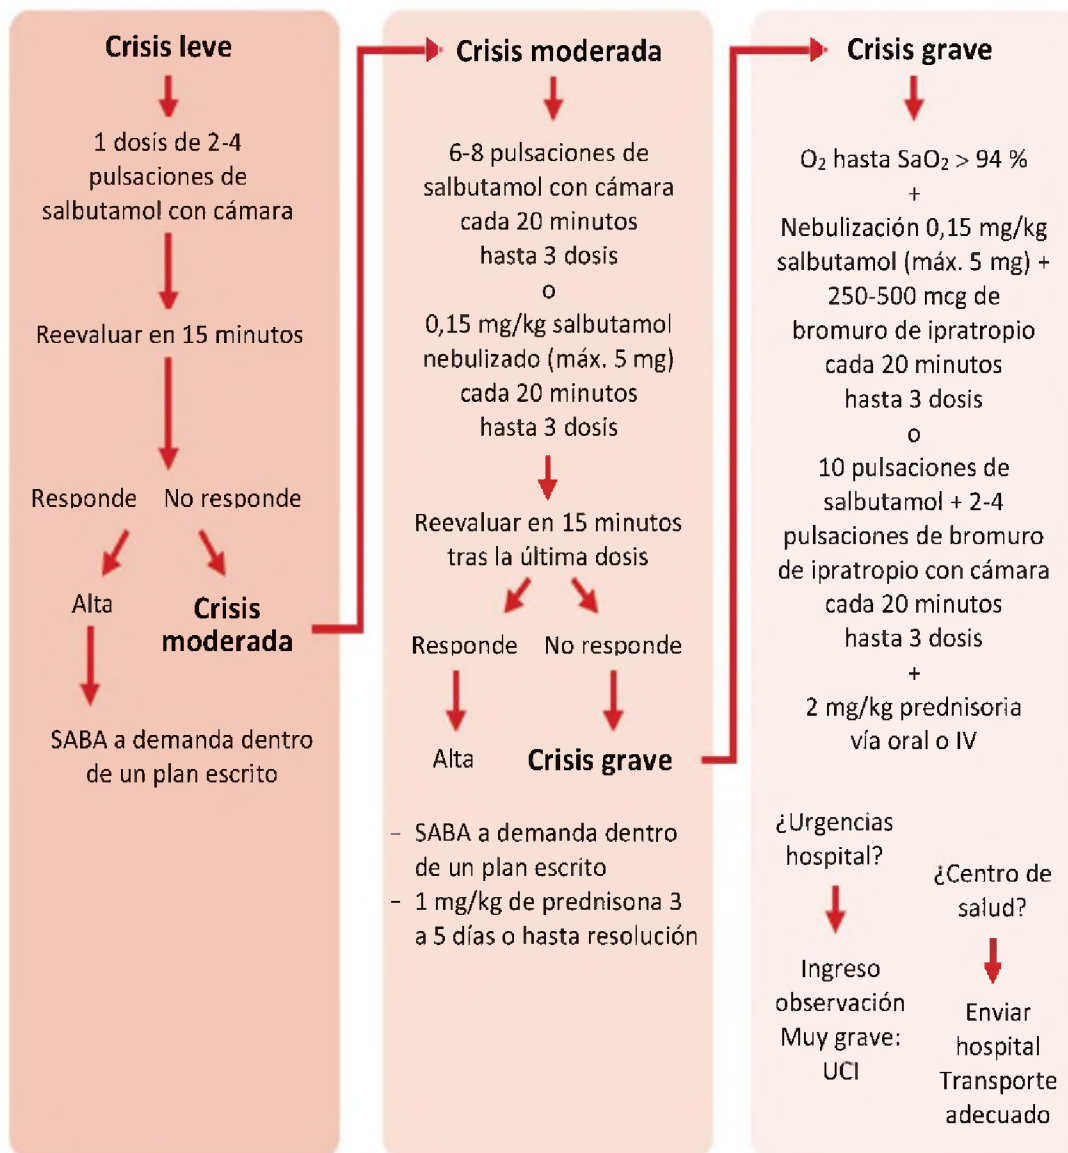 Crisis leve
1 dosís de 2-4
pulsaciones de
salbutamol con cámara
Reevaluar en 15 minutos
Responde
No responde
Alta
Crisis
moderada
SABA a demanda dentro
de un plan escrito
Crisis moderada
6-8 pulsaciones de
salbutamol con cámara
cada 20 minutos
hasta 3 dosis
o
0,15 mg/kg salbutamol
nebulizado (máx. 5 mg)
cada 20 minutos
hasta 3 dosis
Reevaluar en 15 minutos
tras la última dosis
Responde
No responde
Alta
Crisis grave
- SABA a demanda dentro
de un plan escrito
- 1 mg/kg de prednisona 3
a 5 días o hasta resolución
Crisis grave
O₂ hasta SaO₂ > 94 %
+
Nebulización 0,15 mg/kg
salbutamol (máx. 5 mg) +
250-500 mcg de
bromuro de ipratropio
cada 20 minutos
hasta 3 dosis
o
10 pulsaciones de
salbutamol + 2-4
pulsaciones de bromuro
de ipratropio con cámara
cada 20 minutos
hasta 3 dosis
+
2 mg/kg prednisoria
vía oral o IV
¿Urgencias
hospital?
Ingreso
observación
Muy grave:
UCI
¿Centro de
salud?
Enviar
hospital
Transporte
adecuado